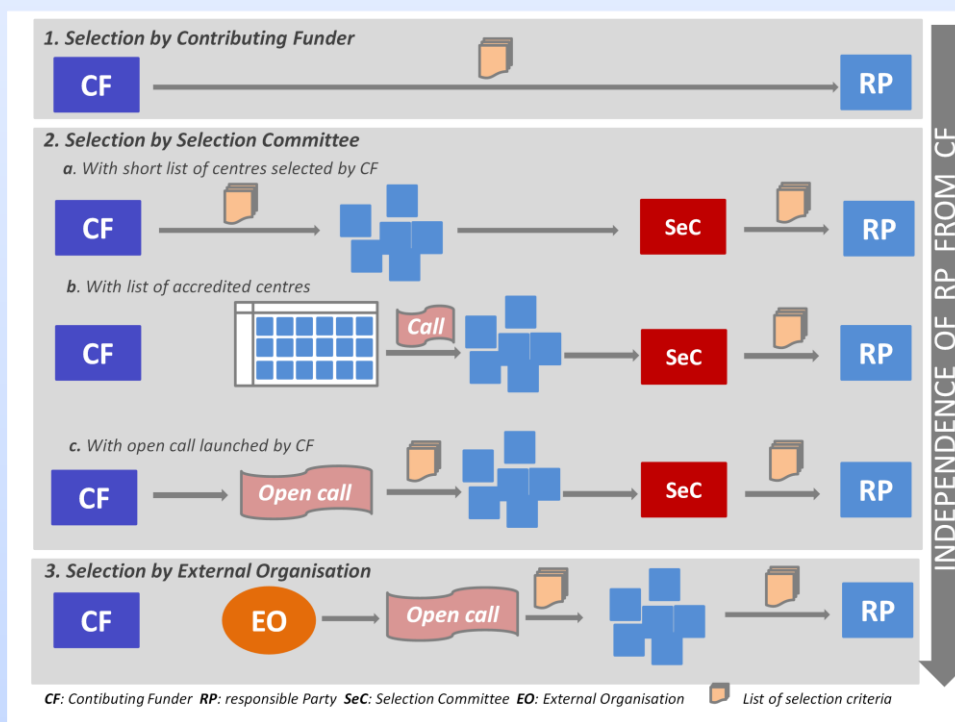 1. Selection by Contributing Funder
CF
RP
2. Selection by Selection Committee
a. With short list of centres selected by CF
CF
SeC
RP
b. With list of accredited centres
CF
Call
SeC
RP
c. With open call launched by CF
CF
Open call
SeC
RP
3. Selection by External Organisation
CF
EO
Open call
RP
INDEPENDENCE OF RP FROM CF
CF: Contibuting Funder RP: responsible Party SeC: Selection Committee EO: External Organisation List of selection criteria